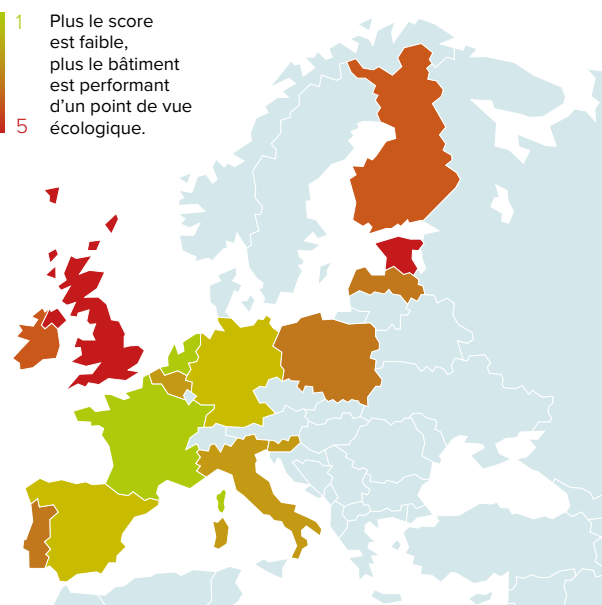 1
Plus le score
est faible,
plus le bâtiment
est performant
d'un point de vue
5
écologique.